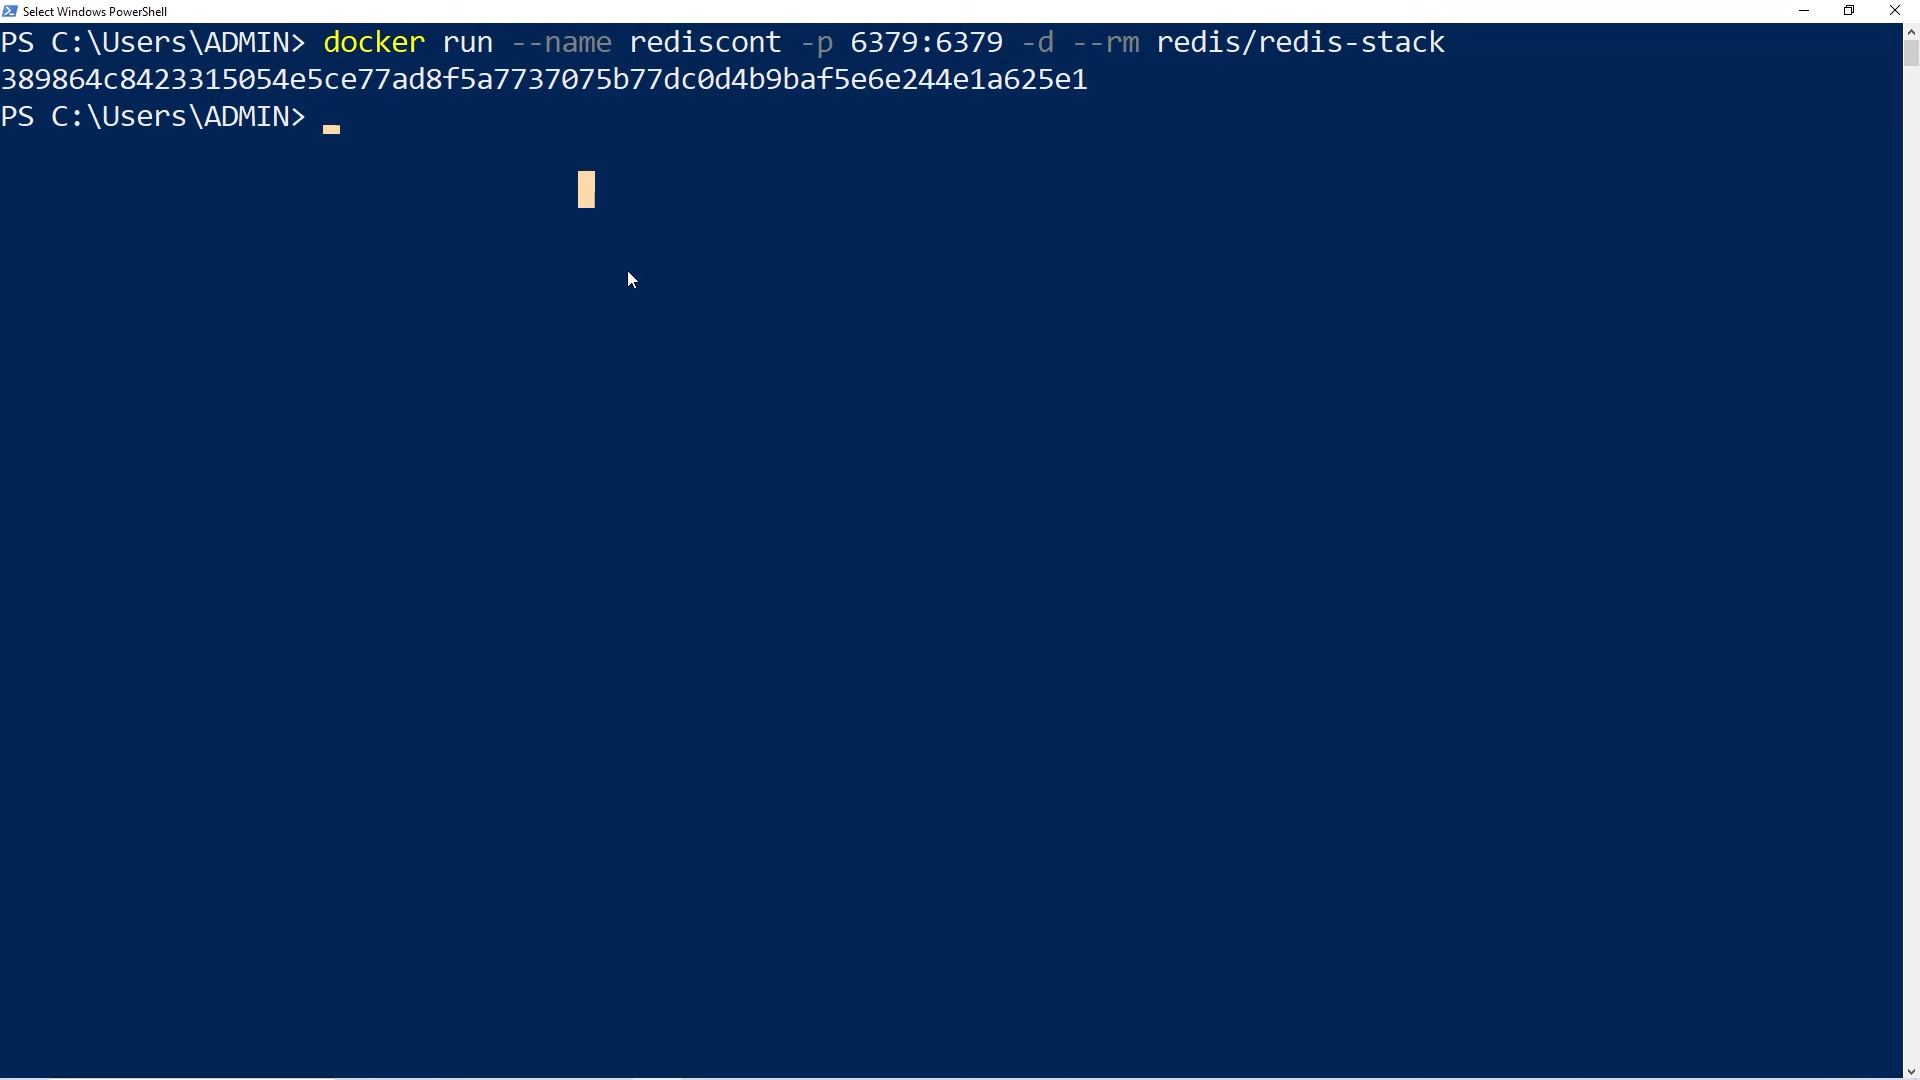 Select Windows PowerShell
PS C:\Users\ADMIN> docker run --name rediscont -p 6379:6379 -d --rm redis/redis-stack
389864c8423315054e5ce77ad8f5a7737075b77dc0d4b9baf5e6e244e1a625e1
PS C:\Users\ADMIN>